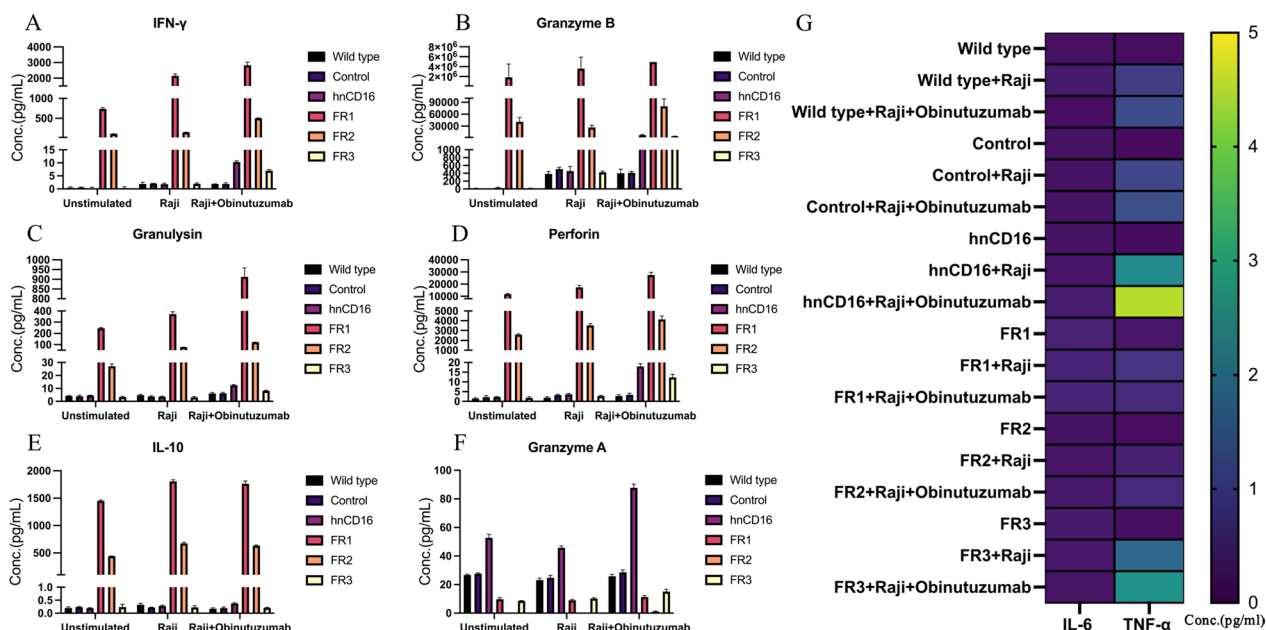 A
IFN-γ
Conc.(pg/mL)
4000
3000
2000
1000
1000
500
15
10
5
0
Unstimulated
Raji
Raji+Obinutuzumab
Wild type
Control
hnCD16
FR1
FR2
FR3
B
Granzyme B
Conc.(pg/mL)
8×10⁶
6×10⁶
4×10⁶
2×10⁶
90000
60000
30000
1000
800
600
400
200
0
Unstimulated
Raji
Raji+Obinutuzumab
Wild type
Control
hnCD16
FR1
FR2
FR3
C
Granulysin
Conc.(pg/mL)
1000
950
900
850
800
400
300
200
100
0
30
20
10
0
Unstimulated
Raji
Raji+Obinutuzumab
Wild type
Control
hnCD16
FR1
FR2
FR3
D
Perforin
Conc.(pg/mL)
40000
30000
20000
10000
5000
4000
3000
2000
1000
20
15
10
5
0
Unstimulated
Raji
Raji+Obinutuzumab
Wild type
Control
hnCD16
FR1
FR2
FR3
E
IL-10
Conc.(pg/mL)
2000
1500
1000
500
1.0
0.5
0.0
Unstimulated
Raji
Raji+Obinutuzumab
Wild type
Control
hnCD16
FR1
FR2
FR3
F
Granzyme A
Conc.(pg/mL)
100
80
60
40
20
0
Unstimulated
Raji
Raji+Obinutuzumab
Wild type
Control
hnCD16
FR1
FR2
FR3
G
Wild type
Wild type+Raji
Wild type+Raji+Obinutuzumab
Control
Control+Raji
Control+Raji+Obinutuzumab
hnCD16
hnCD16+Raji
hnCD16+Raji+Obinutuzumab
FR1
FR1+Raji
FR1+Raji+Obinutuzumab
FR2
FR2+Raji
FR2+Raji+Obinutuzumab
FR3
FR3+Raji
FR3+Raji+Obinutuzumab
IL-6
TNF-α
5
4
3
2
1
0
Conc.(pg/ml)